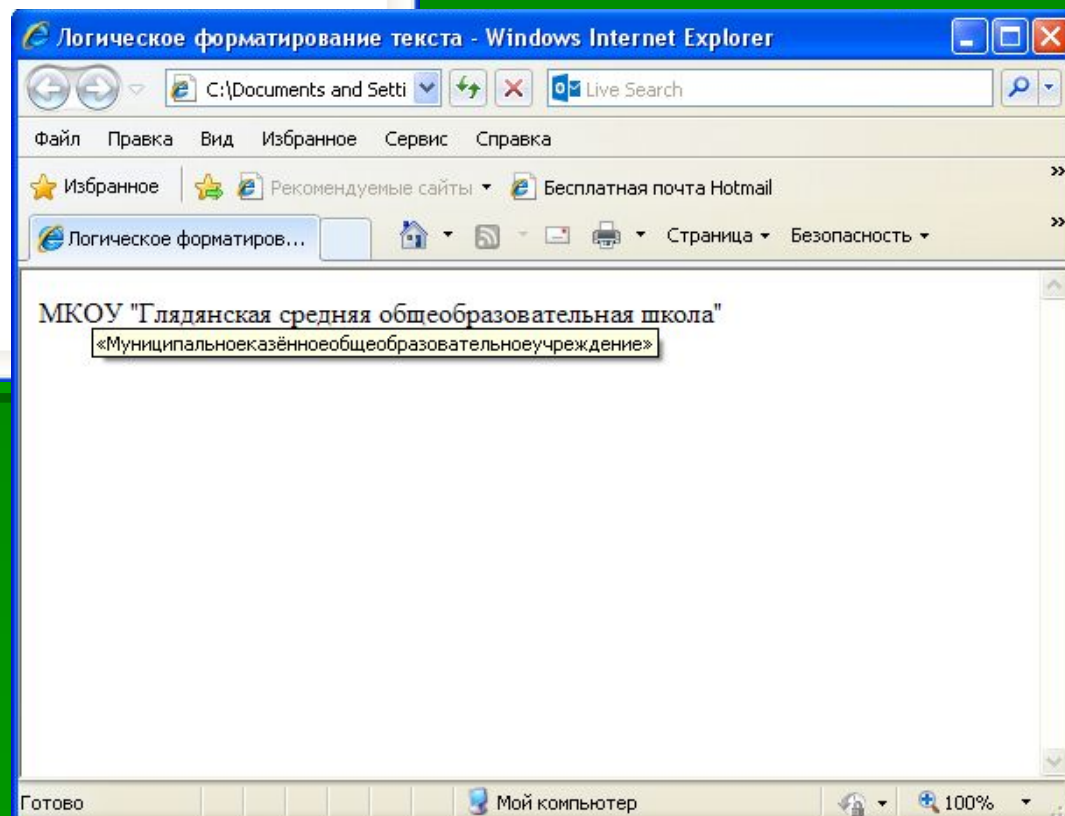 Логическое форматирование текста - Windows Internet Explorer
C:\Documents and Setti
Live Search
Файл Правка Вид Избранное Сервис Справка
Избранное Рекомендуемые сайты Бесплатная почта Hotmail »
Логическое форматиров... Страница Безопасность »
МКОУ "Глядянская средняя общеобразовательная школа"
«Муниципальноеказённоеобщеобразовательноеучреждение»
Готово Мой компьютер 100%